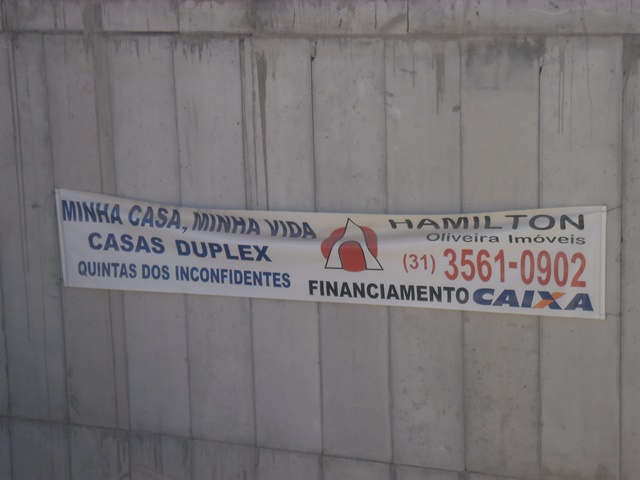 MINHA CASA, MINHA VIDA
CASAS DUPLEX
QUINTAS DOS INCONFIDENTES
HAMILTON
Oliveira Imóveis
(31) 3561-0902
FINANCIAMENTO CAIXA